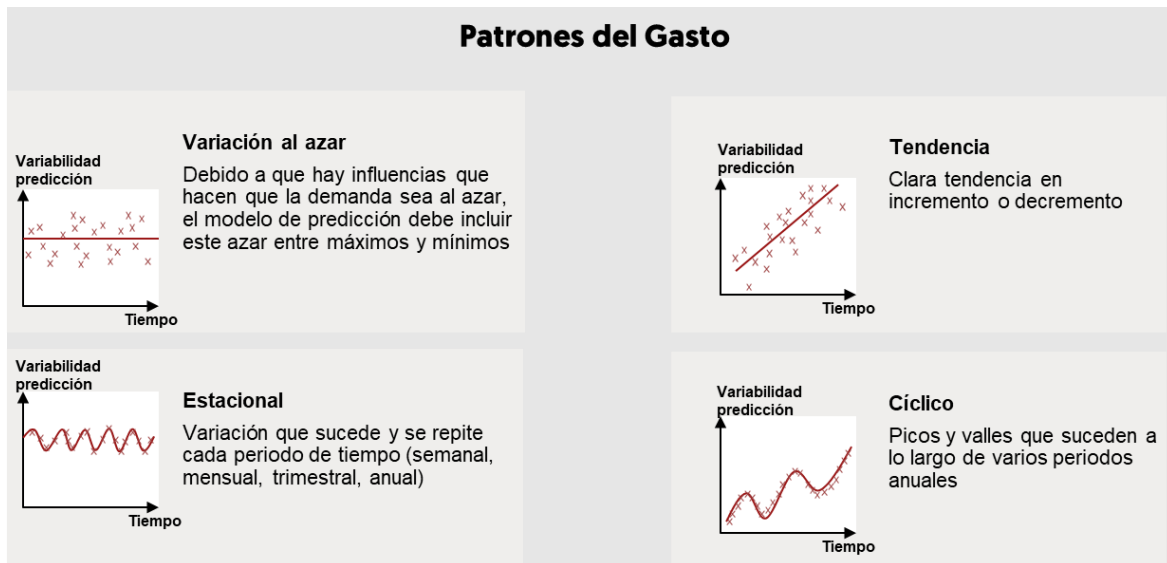 Patrones del Gasto
Variabilidad
predicción
Tiempo
Variación al azar
Debido a que hay influencias que
hacen que la demanda sea al azar,
el modelo de predicción debe incluir
este azar entre máximos y mínimos
Variabilidad
predicción
Tiempo
Tendencia
Clara tendencia en
incremento o decremento
Variabilidad
predicción
Tiempo
Estacional
Variación que sucede y se repite
cada periodo de tiempo (semanal,
mensual, trimestral, anual)
Variabilidad
predicción
Tiempo
Cíclico
Picos y valles que suceden a
lo largo de varios periodos
anuales